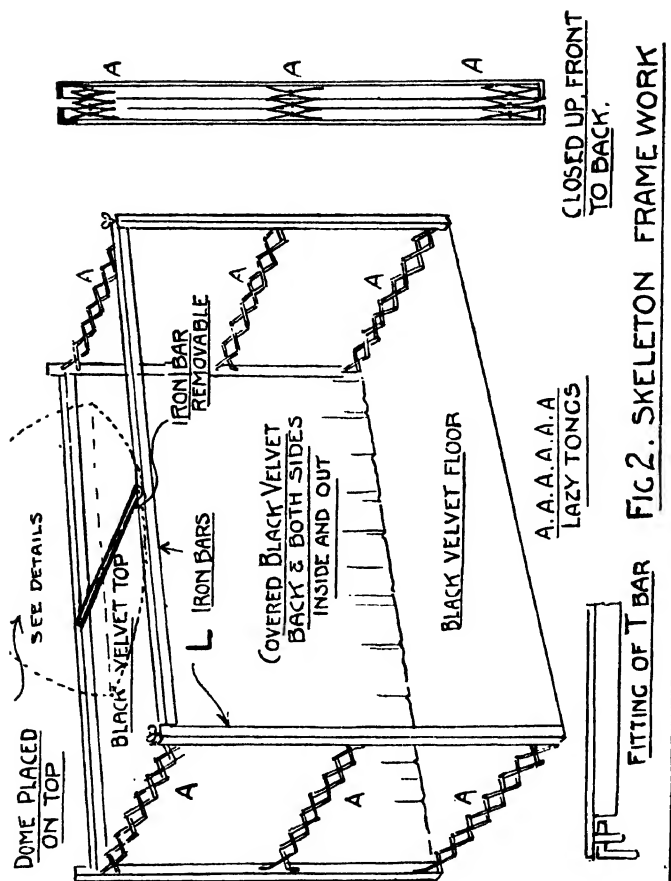 DOME PLACED
ON TOP
SEE DETAILS
BLACK VELVET TOP
IRON BAR
REMOVABLE
L IRON BARS
COVERED BLACK VELVET
BACK & BOTH SIDES
INSIDE AND OUT
BLACK VELVET FLOOR
A
A
A
A
A
A
A
A
A
CLOSED UP, FRONT
TO BACK.
A.A.A.A.A.A
LAZY TONGS
FITTING OF T BAR
FIG 2. SKELETON FRAME WORK